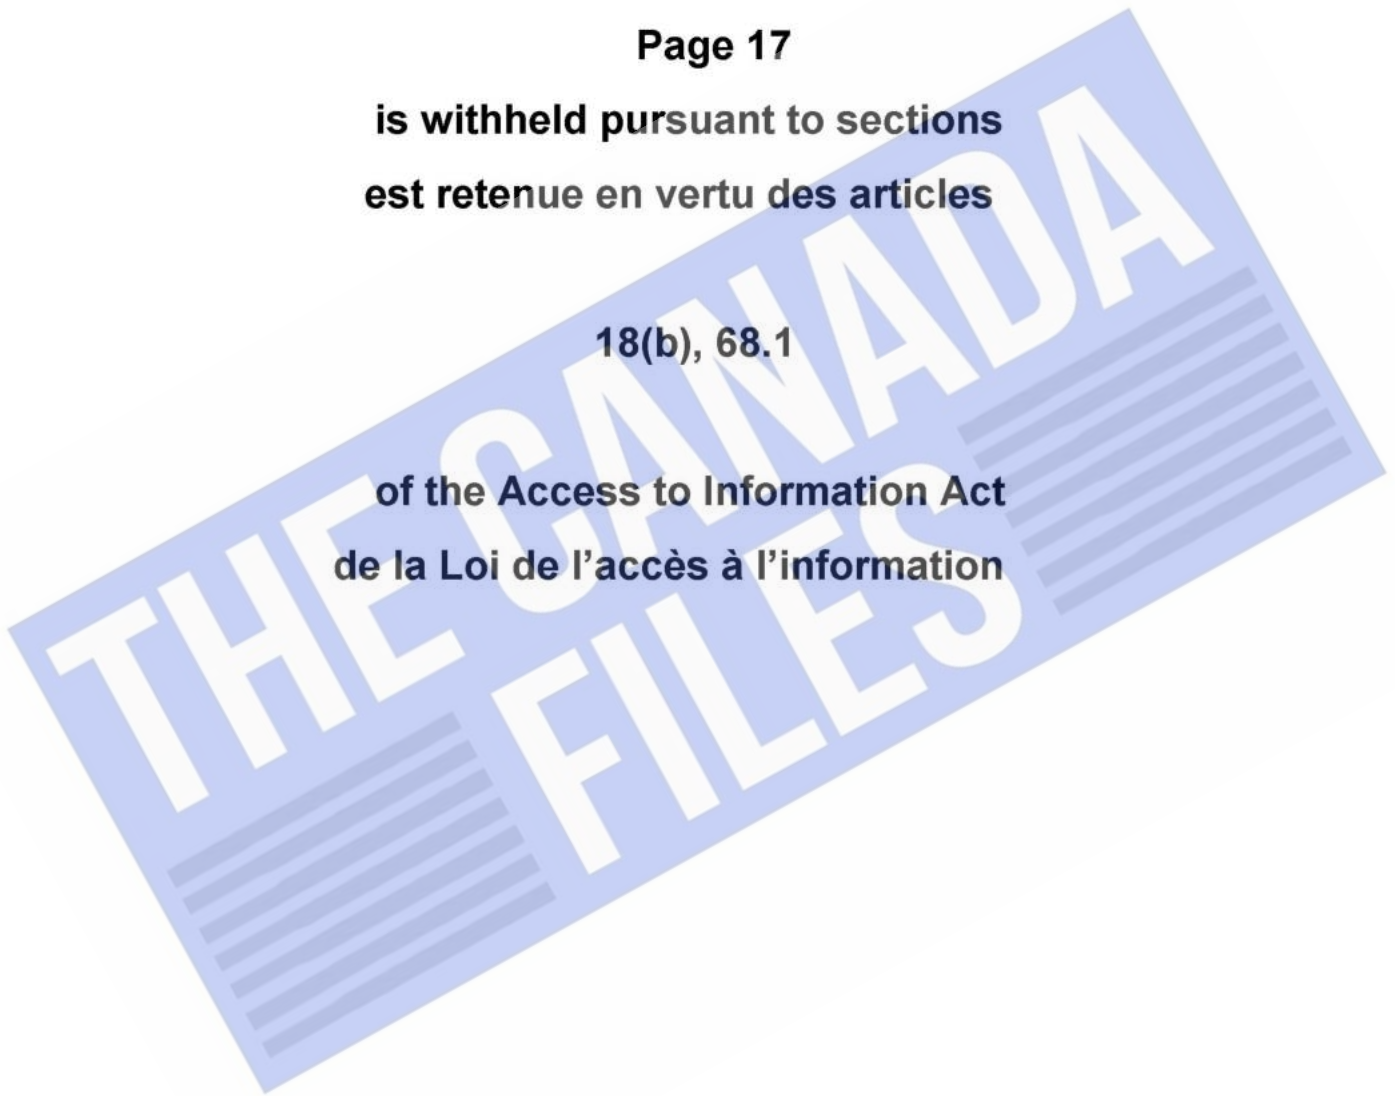 Page 17
is withheld pursuant to sections
est retenue en vertu des articles
18(b), 68.1
of the Access to Information Act
de la Loi de l’accès à l’information
THE CANADA
FILES